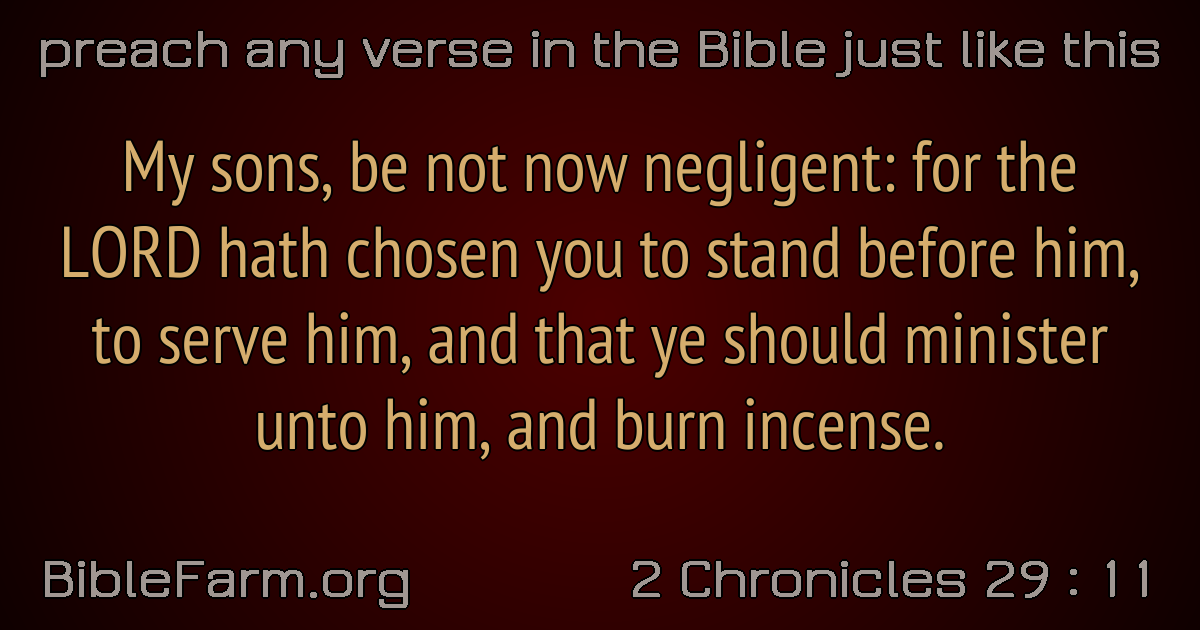 preach any verse in the Bible just like this
My sons, be not now negligent: for the
LORD hath chosen you to stand before him,
to serve him, and that ye should minister
unto him, and burn incense.
BibleFarm.org
2 Chronicles 29 : 11